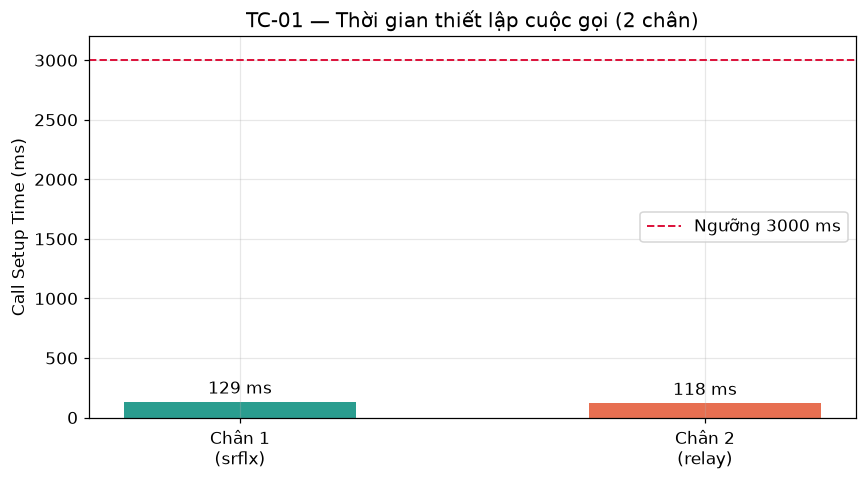 TC-01 — Thời gian thiết lập cuộc gọi (2 chân)
Call Setup Time (ms)
3000
2500
2000
1500
1000
500
0
Ngưỡng 3000 ms
129 ms
118 ms
Chân 1
(srflx)
Chân 2
(relay)